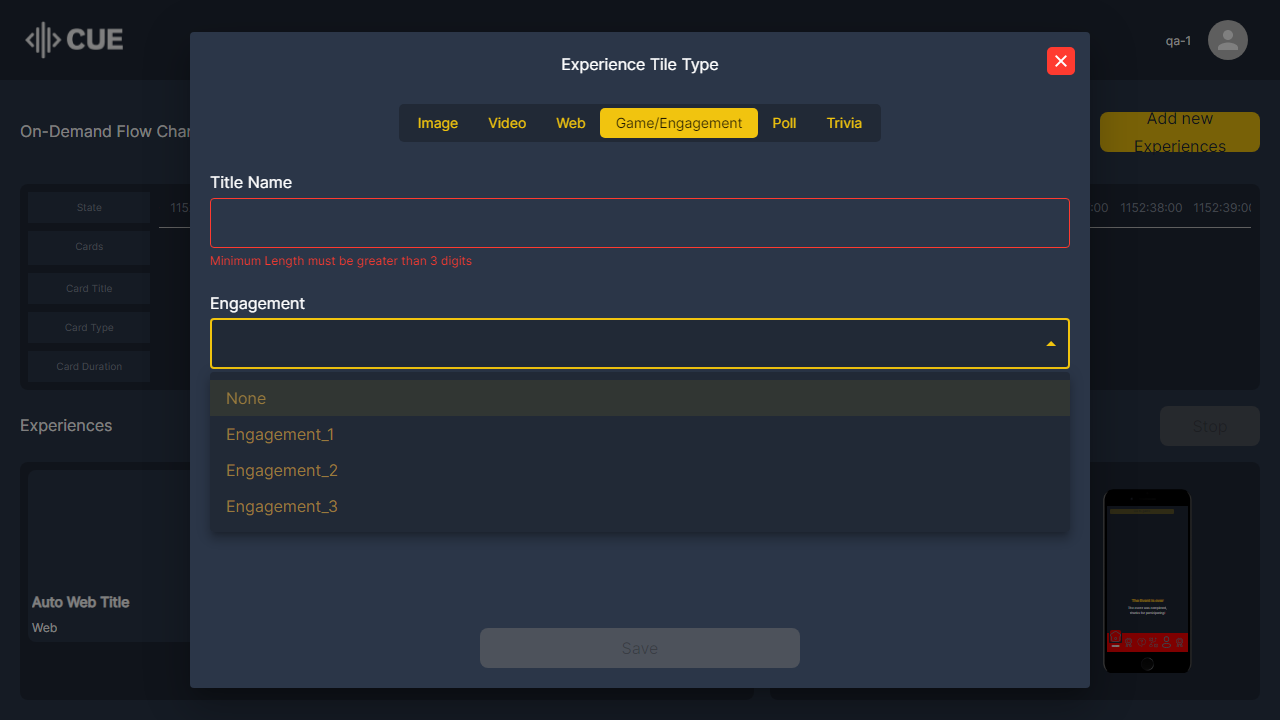 CUE
qa-1
Experience Tile Type
Image Video Web Game/Engagement Poll Trivia
On-Demand Flow Char
Add new
Experiences
Title Name
Minimum Length must be greater than 3 digits
State
115
:00 1152:38:00 1152:39:00
Cards
Card Title
Card Type
Card Duration
Engagement
None
Engagement_1
Engagement_2
Engagement_3
Experiences
Stop
Auto Web Title
Web
Save